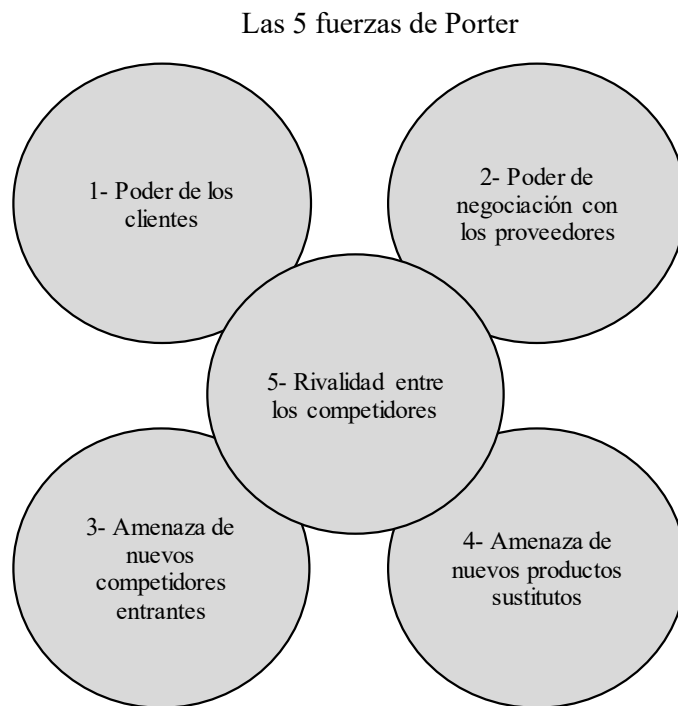 Las 5 fuerzas de Porter
1- Poder de los
clientes
2- Poder de
negociación con
los proveedores
5- Rivalidad entre
los competidores
3- Amenaza de
nuevos
competidores
entrantes
4- Amenaza de
nuevos productos
sustitutos